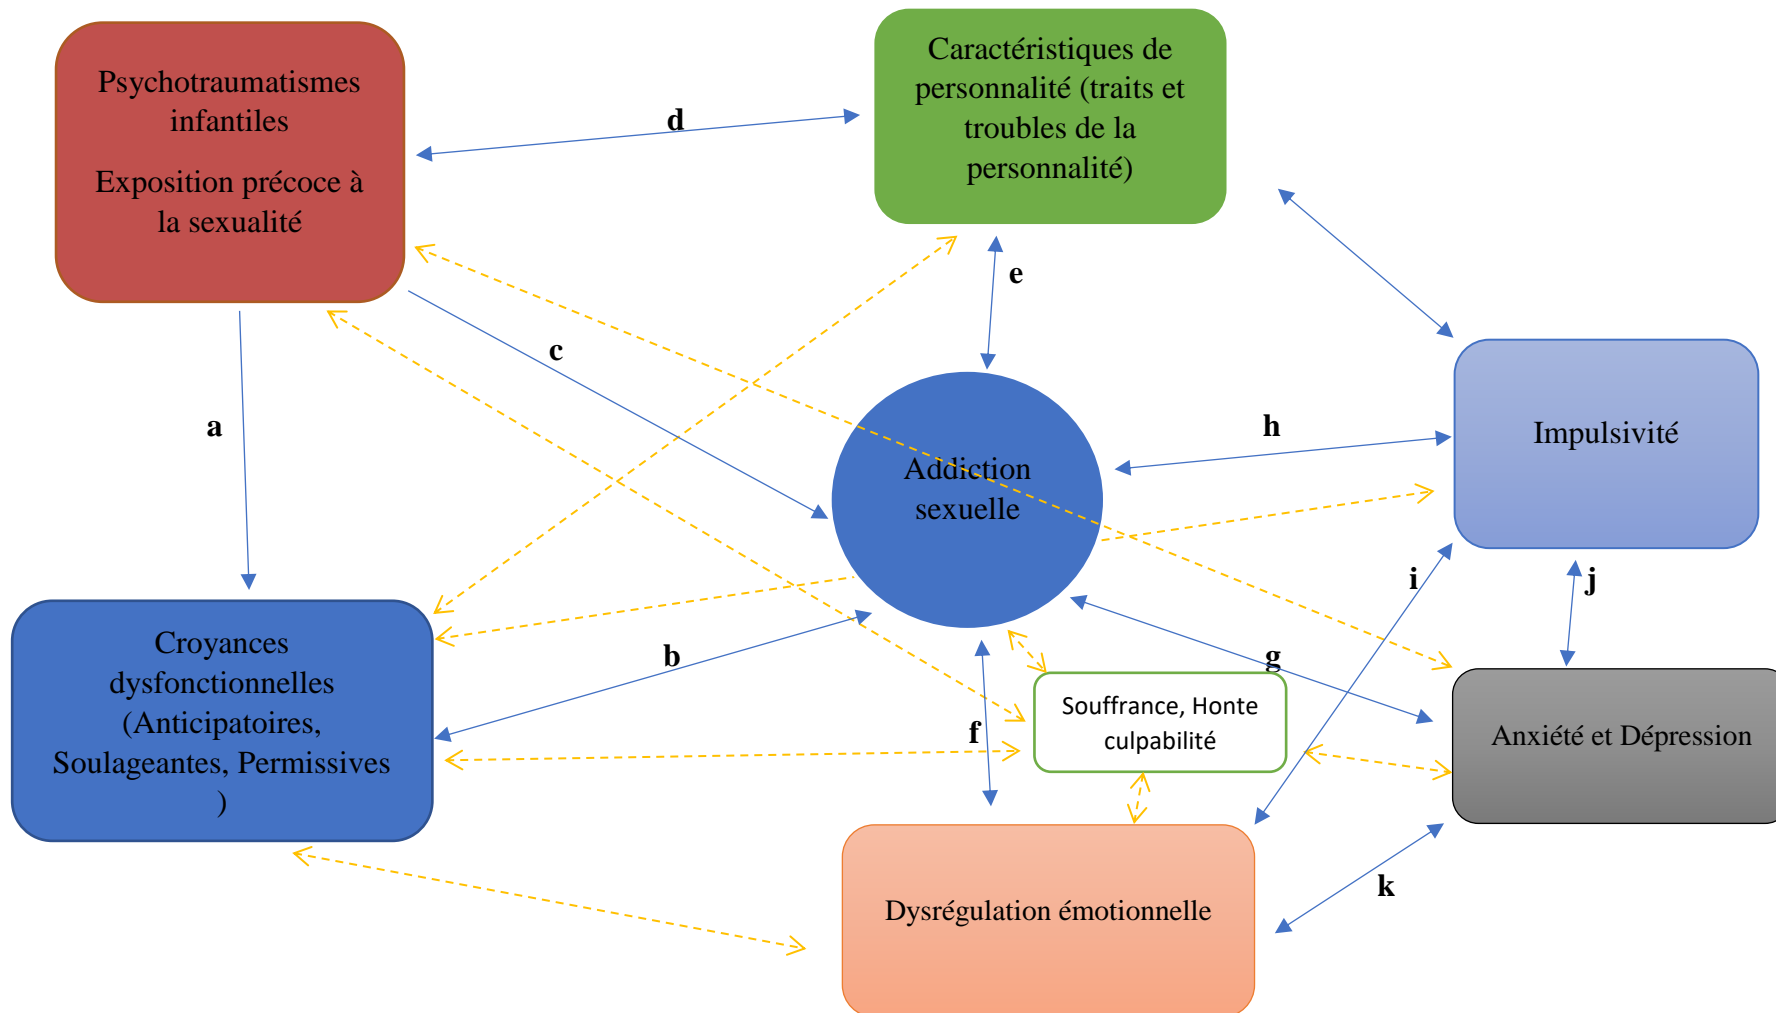 Psychotraumatismes
infantiles
Exposition précoce à
la sexualité
Caractéristiques de
personnalité (traits et
troubles de la
personnalité)
d
e
c
a
h
Impulsivité
Addiction
sexuelle
i
j
Croyances
dysfonctionnelles
(Anticipatoires,
Soulageantes, Permissives
)
b
g
f
Souffrance, Honte
culpabilité
Anxiété et Dépression
k
Dysrégulation émotionnelle